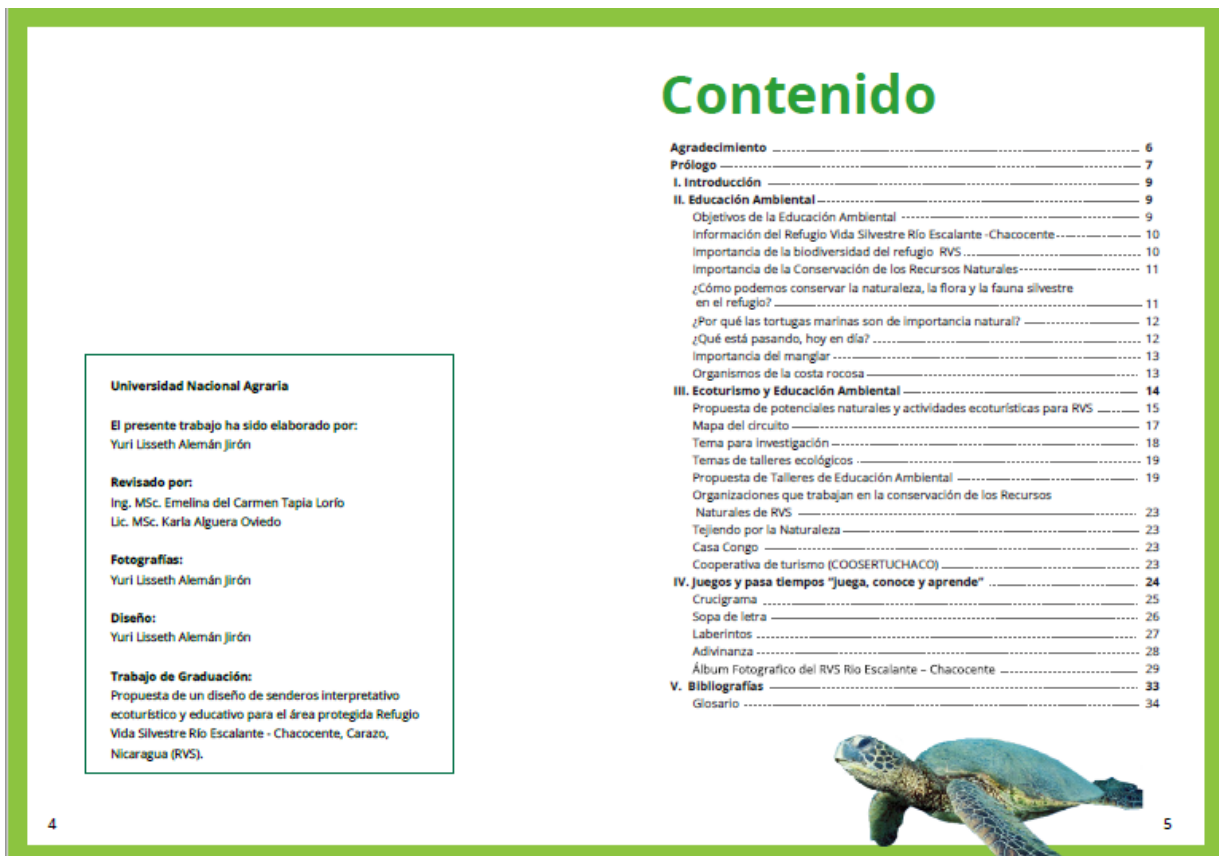 Universidad Nacional Agraria
El presente trabajo ha sido elaborado por:
Yuri Lisseth Alemán Jirón
Revisado por:
Ing. MSc. Emelina del Carmen Tapia Lorío
Lic. MSc. Karla Alguera Oviedo
Fotografías:
Yuri Lisseth Alemán Jirón
Diseño:
Yuri Lisseth Alemán Jirón
Trabajo de Graduación:
Propuesta de un diseño de senderos interpretativo
ecoturístico y educativo para el área protegida Refugio
Vida Silvestre Río Escalante - Chacocente, Carazo,
Nicaragua (RVS).
4
Contenido
Agradecimiento 6
Prólogo 7
I. Introducción 9
II. Educación Ambiental 9
Objetivos de la Educación Ambiental 9
Información del Refugio Vida Silvestre Río Escalante -Chacocente 10
Importancia de la biodiversidad del refugio RVS 10
Importancia de la Conservación de los Recursos Naturales 11
¿Cómo podemos conservar la naturaleza, la flora y la fauna silvestre
en el refugio? 11
¿Por qué las tortugas marinas son de importancia natural? 12
¿Qué está pasando, hoy en día? 12
Importancia del manglar 13
Organismos de la costa rocosa 13
III. Ecoturismo y Educación Ambiental 14
Propuesta de potenciales naturales y actividades ecoturísticas para RVS 15
Mapa del circuito 17
Tema para investigación 18
Temas de talleres ecológicos 19
Propuesta de Talleres de Educación Ambiental 19
Organizaciones que trabajan en la conservación de los Recursos
Naturales de RVS 23
Tejiendo por la Naturaleza 23
Casa Congo 23
Cooperativa de turismo (COOSERTUCHACO) 23
IV. Juegos y pasa tiempos “Juega, conoce y aprende” 24
Crucigrama 25
Sopa de letra 26
Laberintos 27
Adivinanza 28
Álbum Fotografico del RVS Rio Escalante – Chacocente 29
V. Bibliografías 33
Glosario 34
5